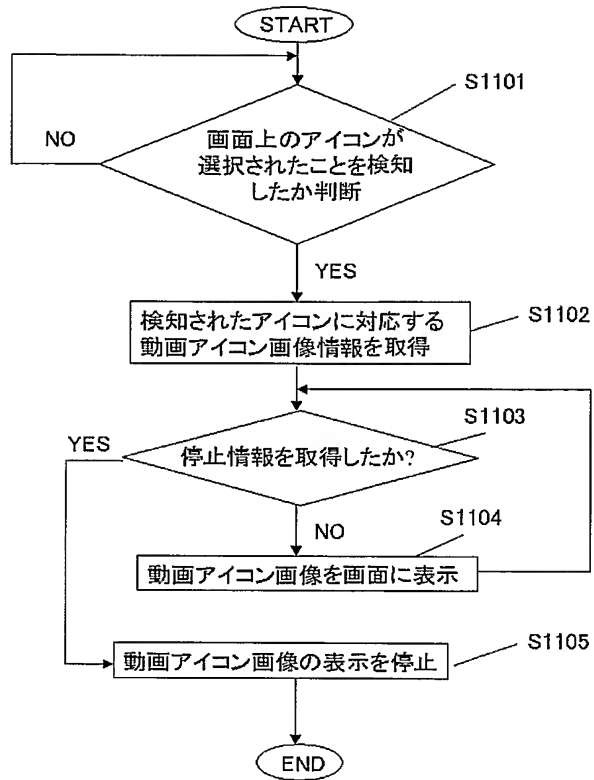 START
S1101
NO
画面上のアイコンが
選択されたことを検知
したか判断
YES
検知されたアイコンに対応する
動画アイコン画像情報を取得
S1102
S1103
YES
停止情報を取得したか?
NO
S1104
動画アイコン画像を画面に表示
S1105
動画アイコン画像の表示を停止
END